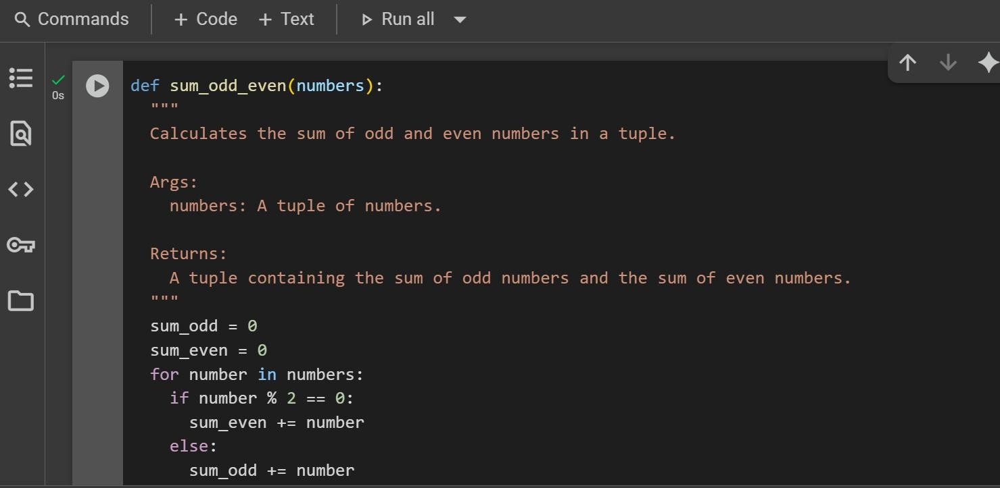 Commands + Code + Text Run all
0s
def sum_odd_even(numbers):
  """
  Calculates the sum of odd and even numbers in a tuple.

  Args:
    numbers: A tuple of numbers.

  Returns:
    A tuple containing the sum of odd numbers and the sum of even numbers.
  """
  sum_odd = 0
  sum_even = 0
  for number in numbers:
    if number % 2 == 0:
      sum_even += number
    else:
      sum_odd += number